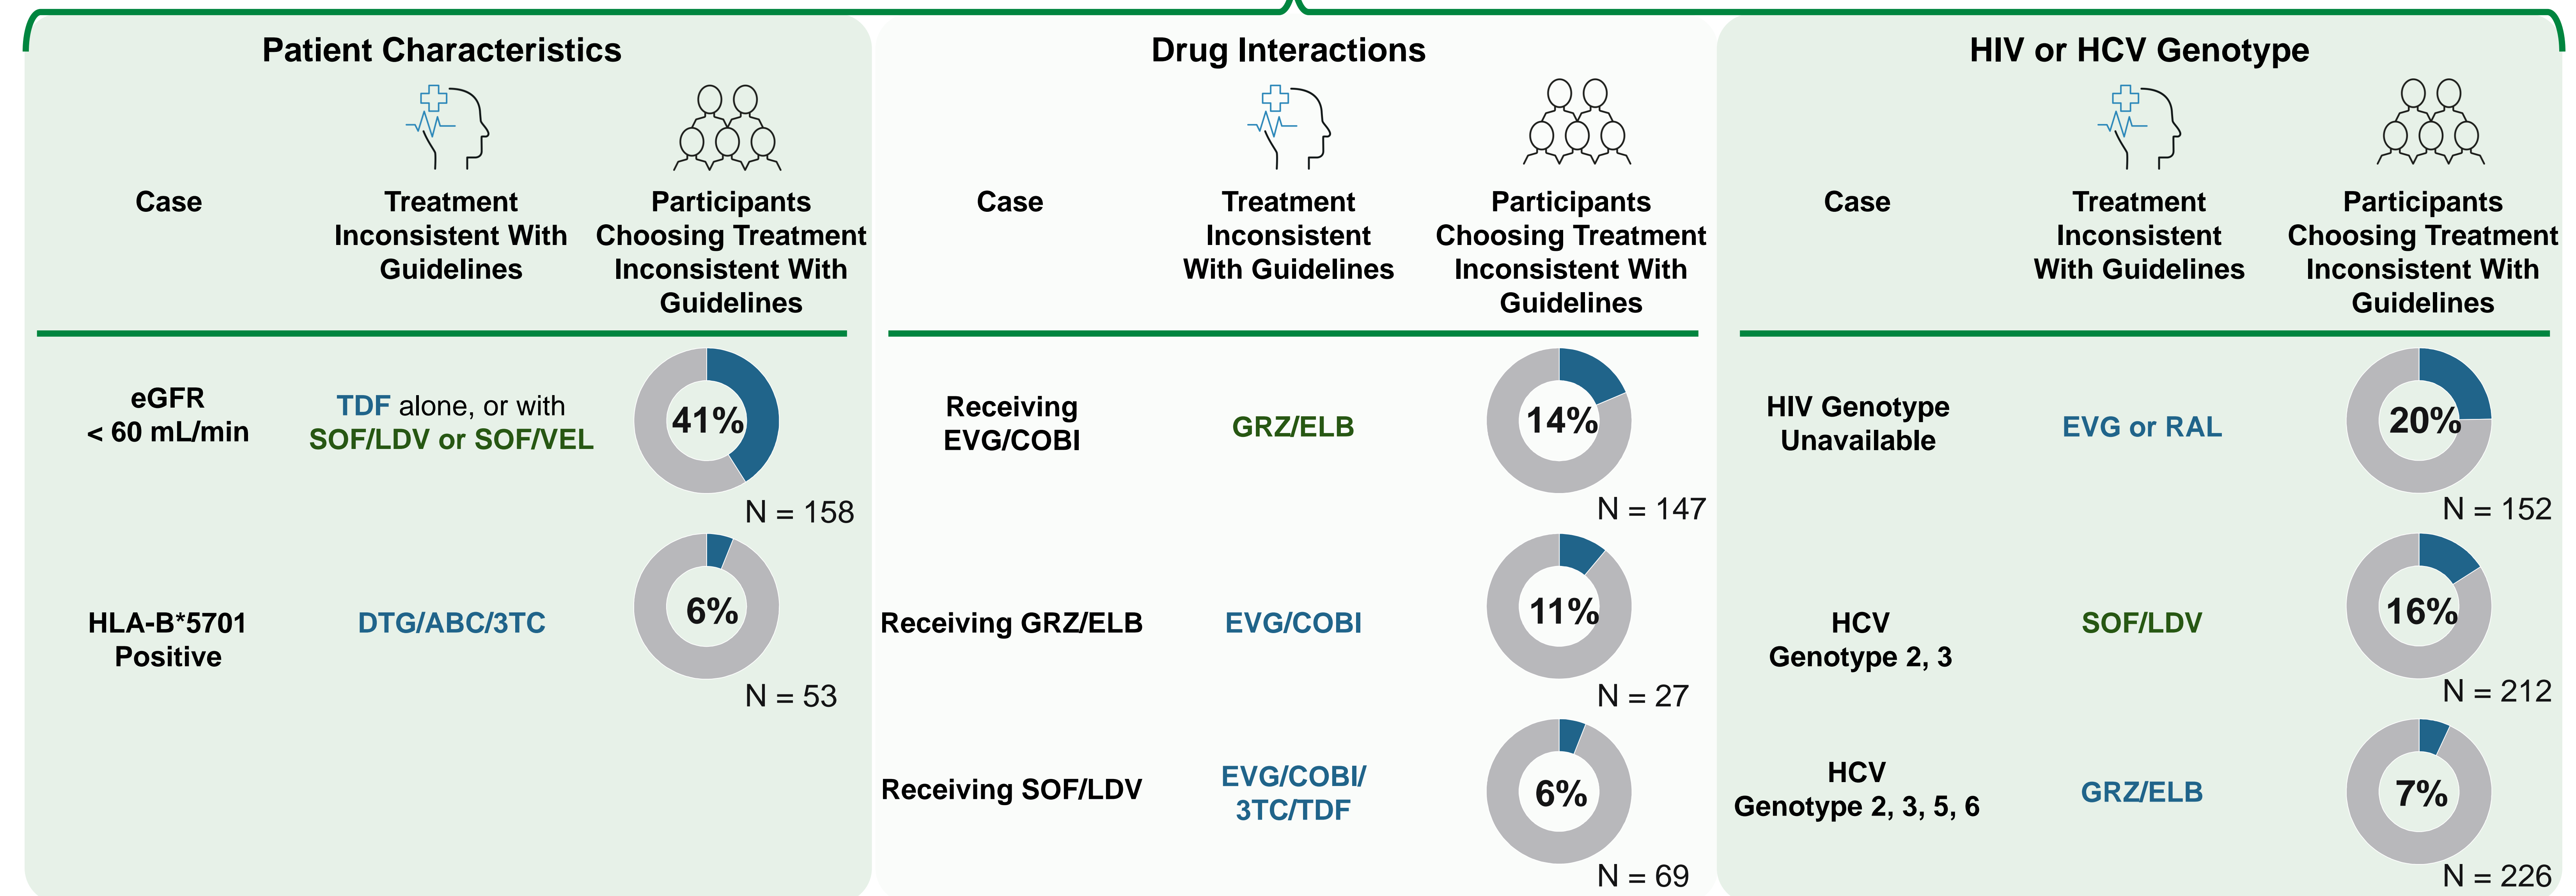 Patient Characteristics
Case
Treatment
Inconsistent With
Guidelines
Participants
Choosing Treatment
Inconsistent With
Guidelines
eGFR
< 60 mL/min
TDF alone, or with
SOF/LDV or SOF/VEL
41%
N = 158
HLA-B*5701
Positive
DTG/ABC/3TC
6%
N = 53
Drug Interactions
Case
Treatment
Inconsistent
With Guidelines
Participants
Choosing Treatment
Inconsistent With
Guidelines
Receiving
EVG/COBI
GRZ/ELB
14%
N = 147
Receiving GRZ/ELB
EVG/COBI
11%
N = 27
Receiving SOF/LDV
EVG/COBI/
3TC/TDF
6%
N = 69
HIV or HCV Genotype
Case
Treatment
Inconsistent
With Guidelines
Participants
Choosing Treatment
Inconsistent With
Guidelines
HIV Genotype
Unavailable
EVG or RAL
20%
N = 152
HCV
Genotype 2, 3
SOF/LDV
16%
N = 212
HCV
Genotype 2, 3, 5, 6
GRZ/ELB
7%
N = 226